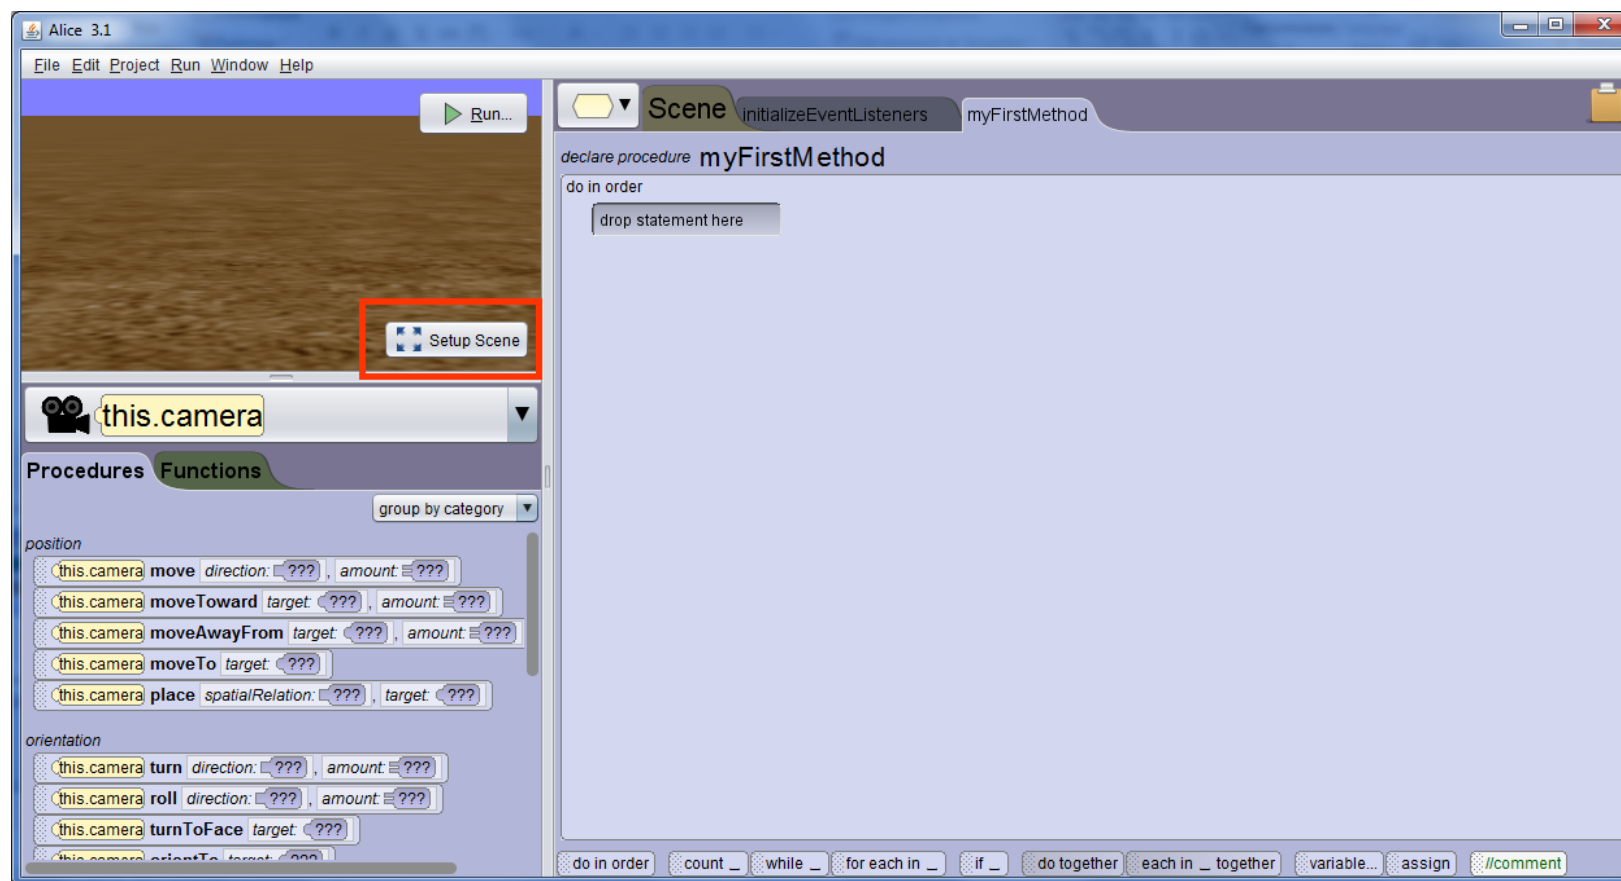 Alice 3.1
File Edit Project Run Window Help
Run...
Setup Scene
this.camera
Procedures Functions
group by category
position
this.camera move direction: ??? , amount: ???
this.camera moveToward target: ??? , amount: ???
this.camera moveAwayFrom target: ??? , amount: ???
this.camera moveTo target: ???
this.camera place spatialRelation: ??? , target: ???
orientation
this.camera turn direction: ??? , amount: ???
this.camera roll direction: ??? , amount: ???
this.camera turnToFace target: ???
this.camera orientTo target: ???
Scene initializeEventListeners myFirstMethod
declare procedure myFirstMethod
do in order
drop statement here
do in order count _ while _ for each in _ if _ do together each in _ together variable... assign //comment